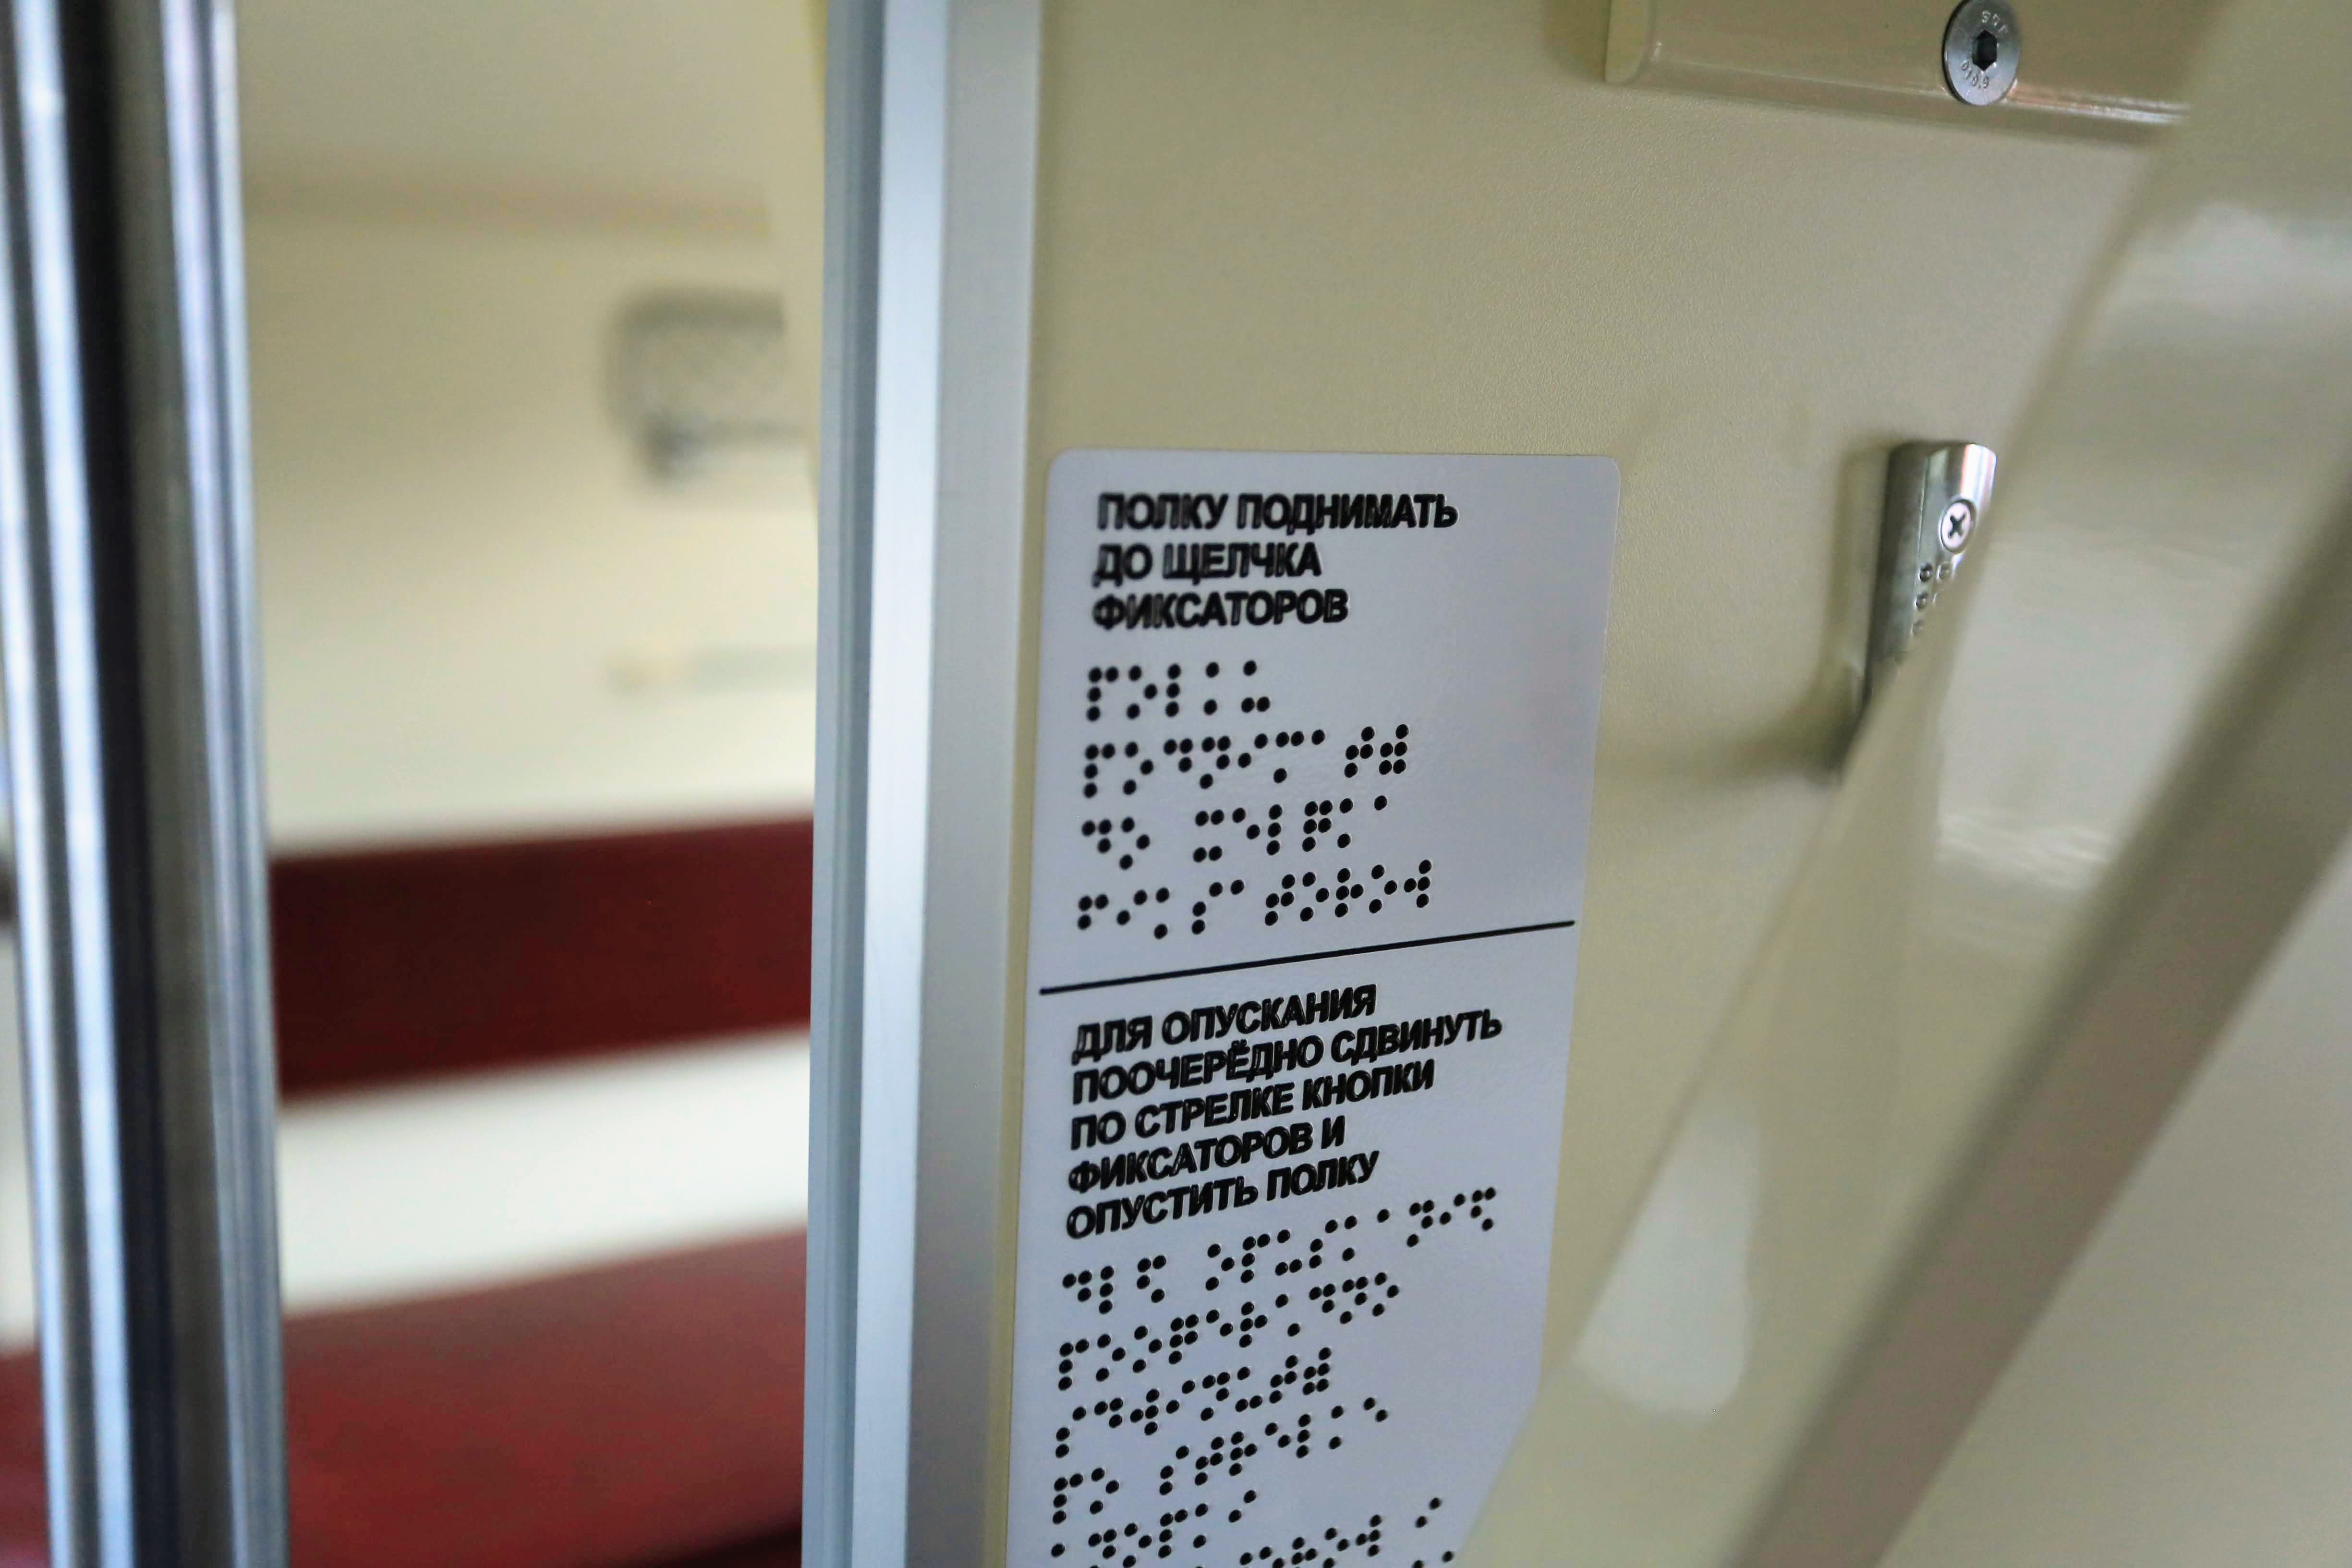 ПОЛКУ ПОДНИМАТЬ
ДО ЩЕЛЧКА
ФИКСАТОРОВ
⠏⠕⠇⠅⠥
⠏⠕⠙⠝⠊⠍⠁⠞⠾
⠙⠕ ⠭⠑⠇⠟⠅⠁
⠋⠊⠅⠎⠁⠞⠕⠗⠕⠺
ДЛЯ ОПУСКАНИЯ
ПООЧЕРЁДНО СДВИНУТЬ
ПО СТРЕЛКЕ КНОПКИ
ФИКСАТОРОВ И
ОПУСТИТЬ ПОЛКУ
⠙⠇⠫ ⠕⠏⠥⠎⠅⠁⠝⠊⠫
⠏⠕⠕⠟⠑⠗⠡⠙⠝⠕
⠎⠙⠺⠊⠝⠥⠞⠾
⠏⠕ ⠎⠞⠗⠑⠇⠅⠑